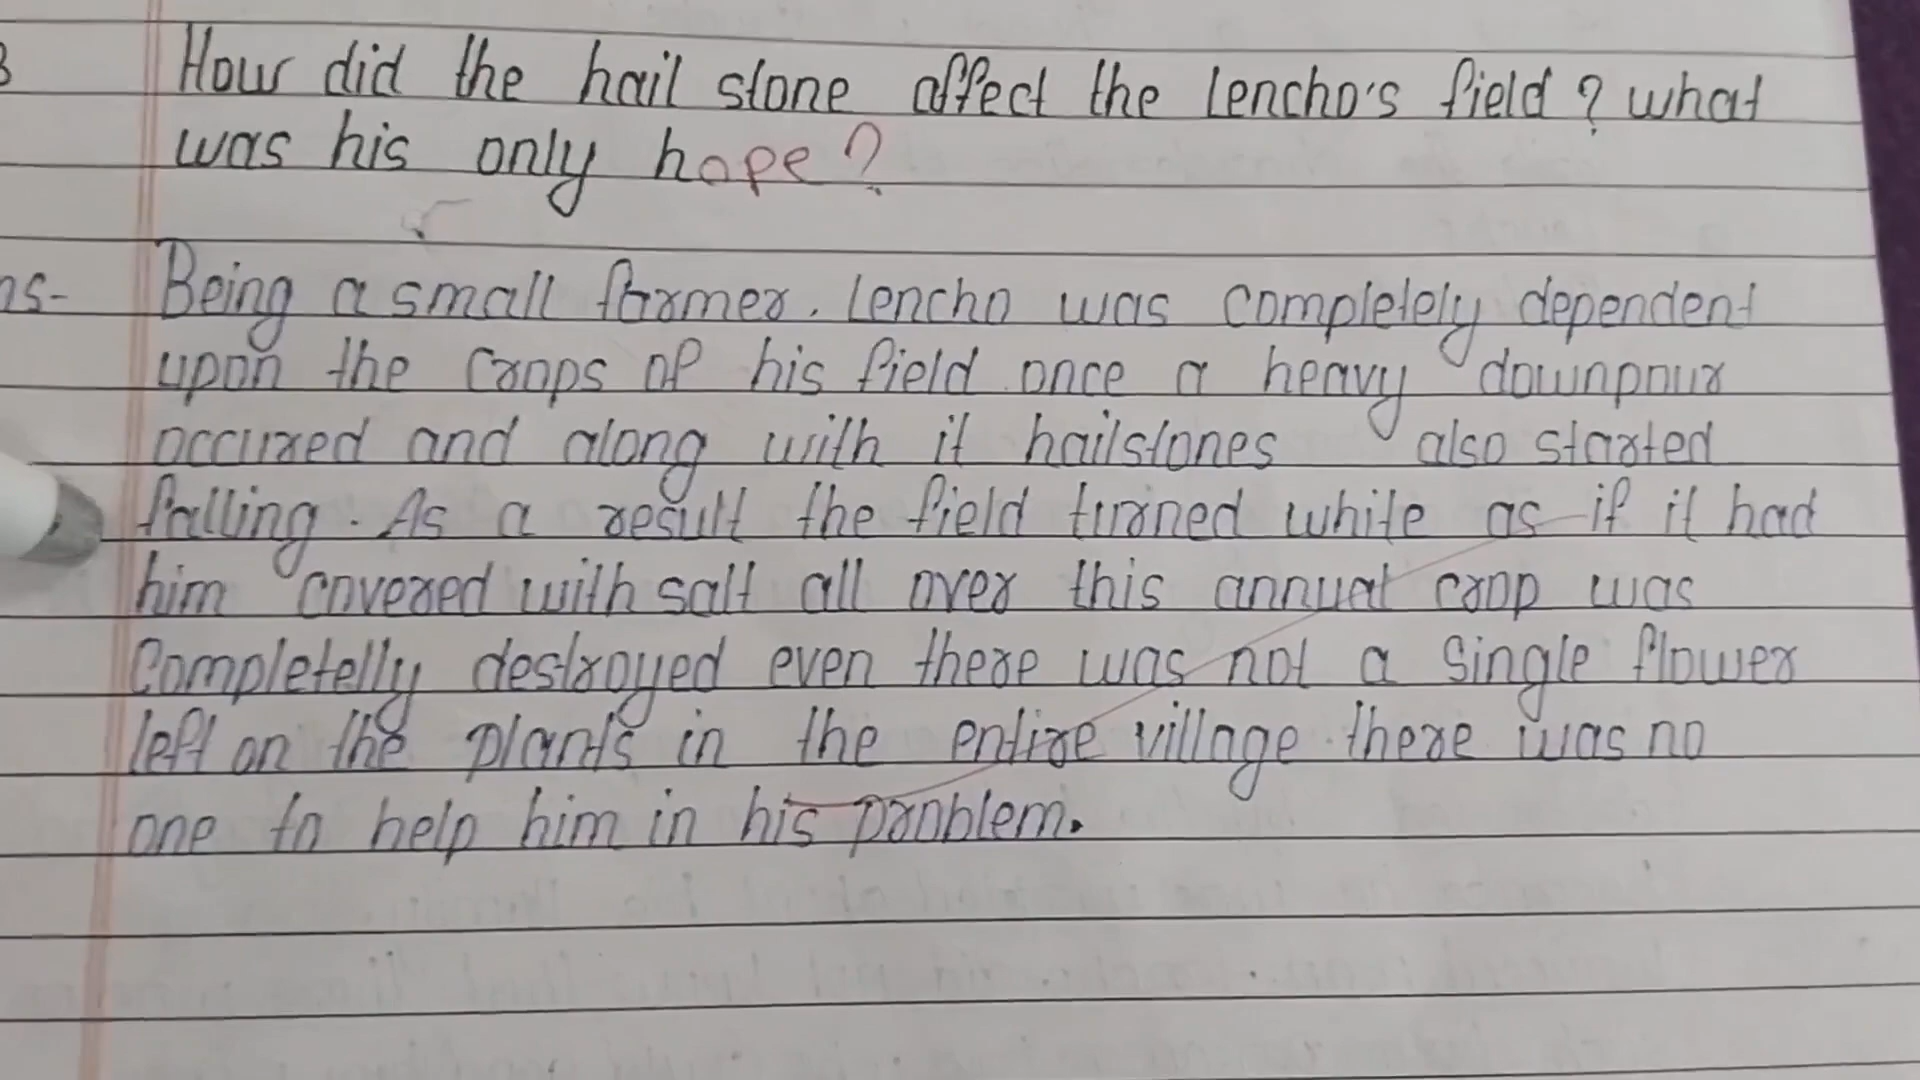 3 How did the hail stone affect the Lencho's field ? what
was his only hope ?
ns- Being a small farmer. Lencho was completely dependent
upon the crops of his field once a heavy downpour
occured and along with it hailstones also started
falling. As a result the field turned white as if it had
him covered with salt all over this annual crop was
Completelly destroyed even there was not a single flower
left on the plants in the entire village. there was no
one to help him in his problem.